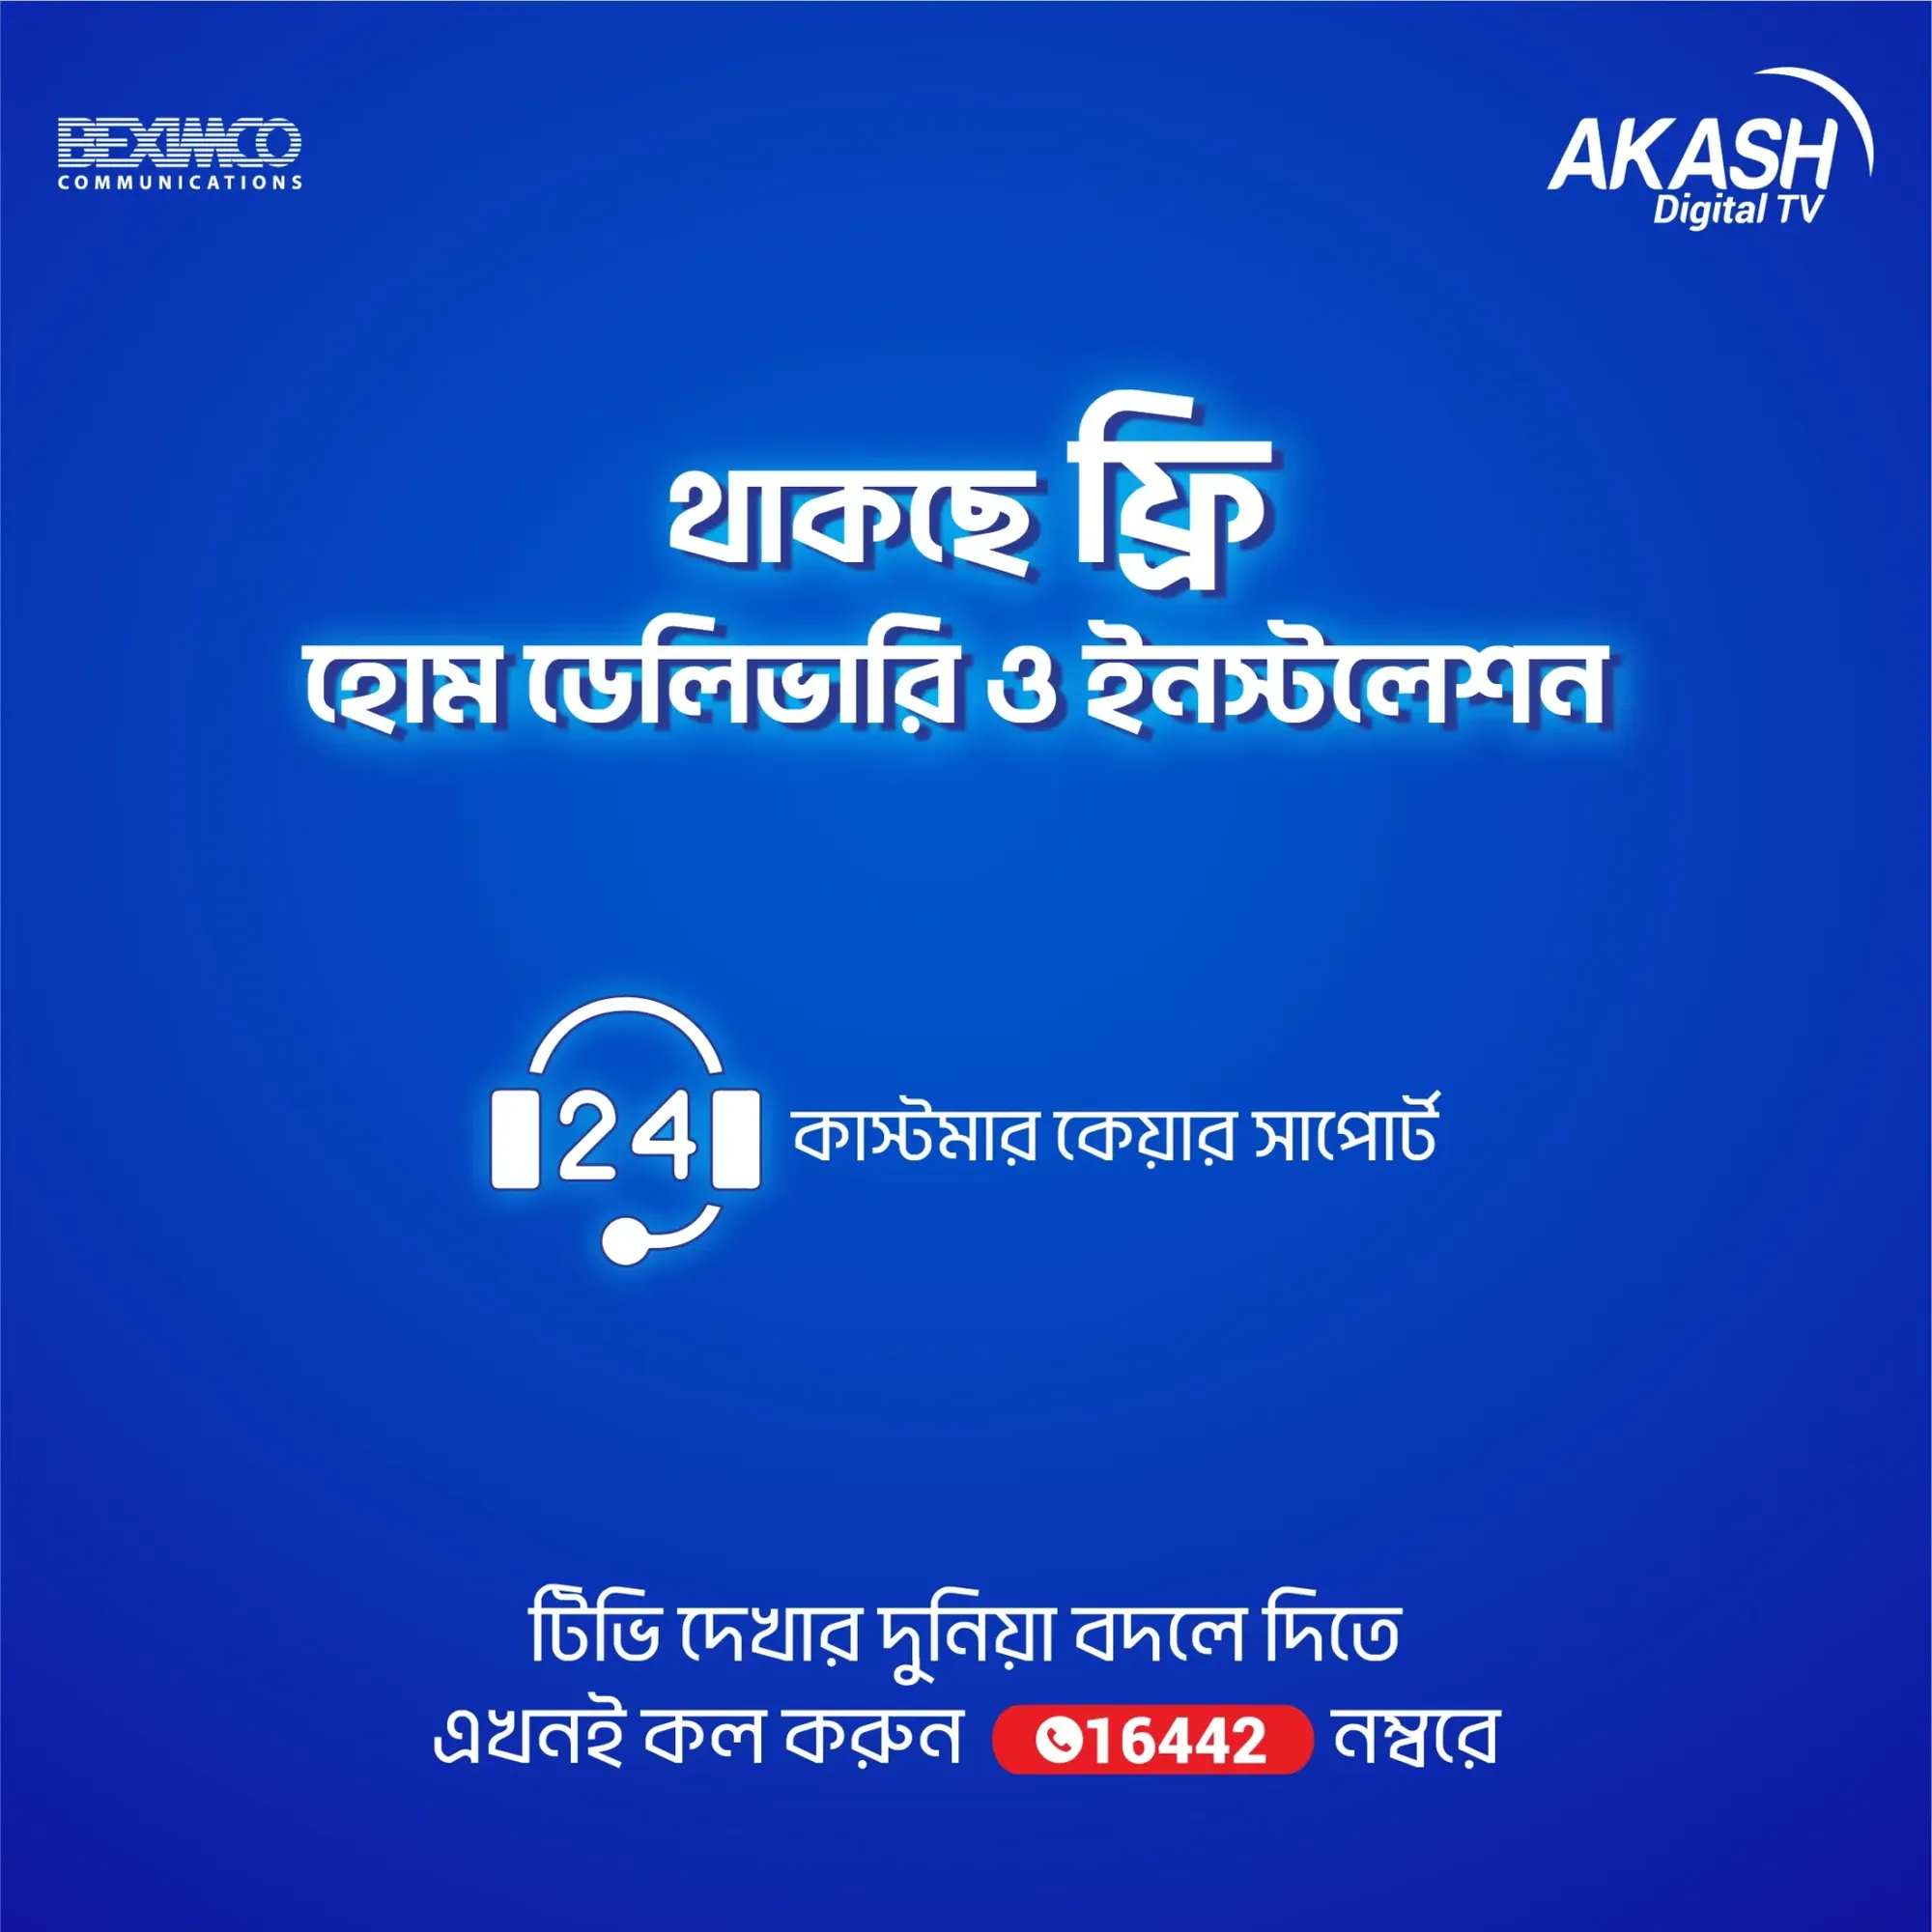 BEXIMCO
COMMUNICATIONS
AKASH
Digital TV
থাকছে ফ্রি
হোম ডেলিভারি ও ইনস্টলেশন
24 কাস্টমার কেয়ার সাপোর্ট
টিভি দেখার দুনিয়া বদলে দিতে
এখনই কল করুন 16442 নম্বরে